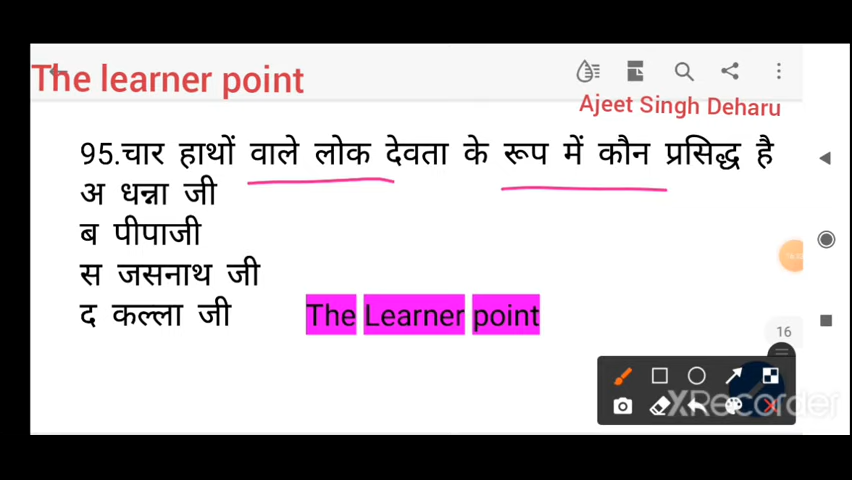 The learner point
Ajeet Singh Deharu
95.चार हाथों वाले लोक देवता के रूप में कौन प्रसिद्ध है
अ धन्ना जी
ब पीपाजी
स जसनाथ जी
द कल्ला जी The Learner point
16
XRecorder